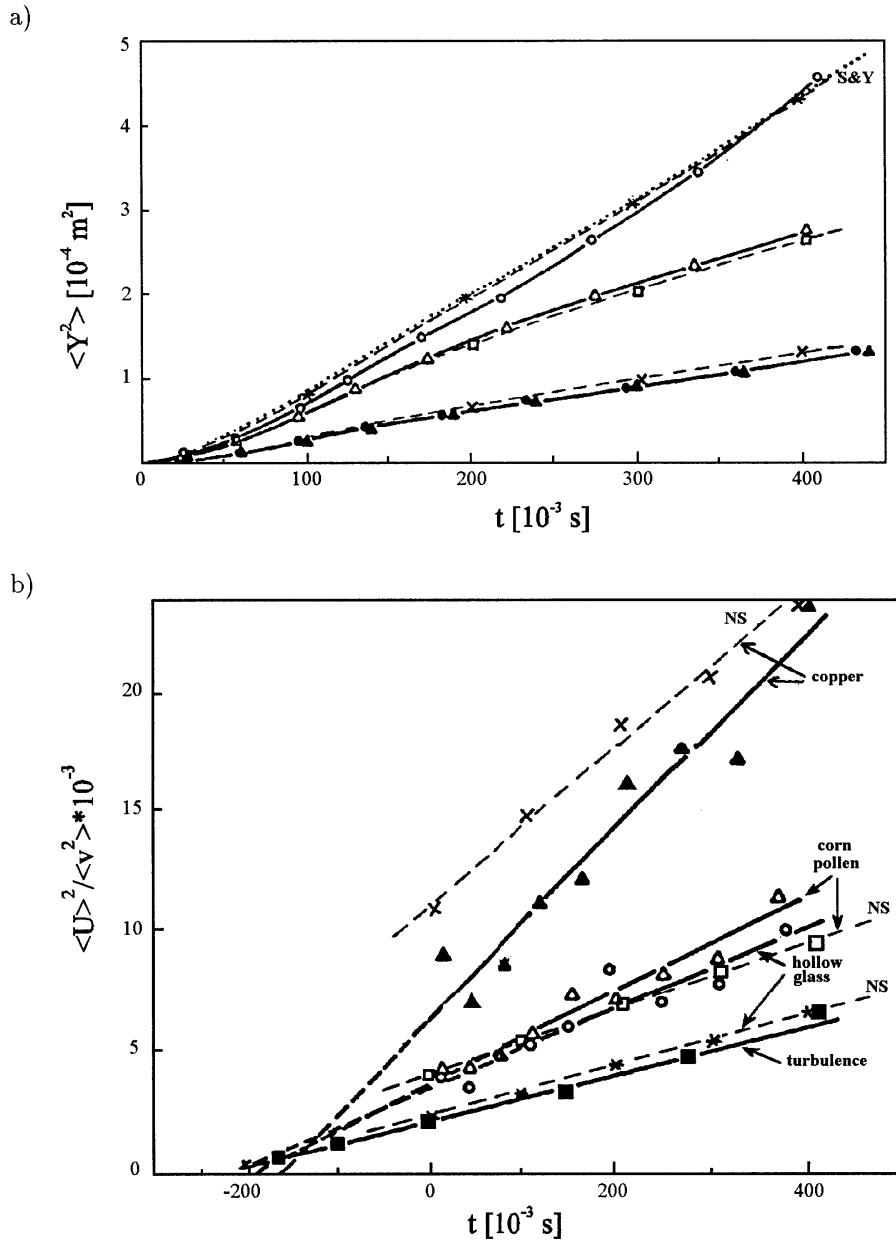 a)
5
4
3
2
1
0
<Y²> [10⁻⁴ m²]
S&Y
0
100
200
300
400
t [10⁻³ s]
b)
20
15
10
5
0
<U>²/<v²>*10⁻³
NS
copper
corn
pollen
NS
hollow
glass
NS
turbulence
-200
0
200
400
t [10⁻³ s]